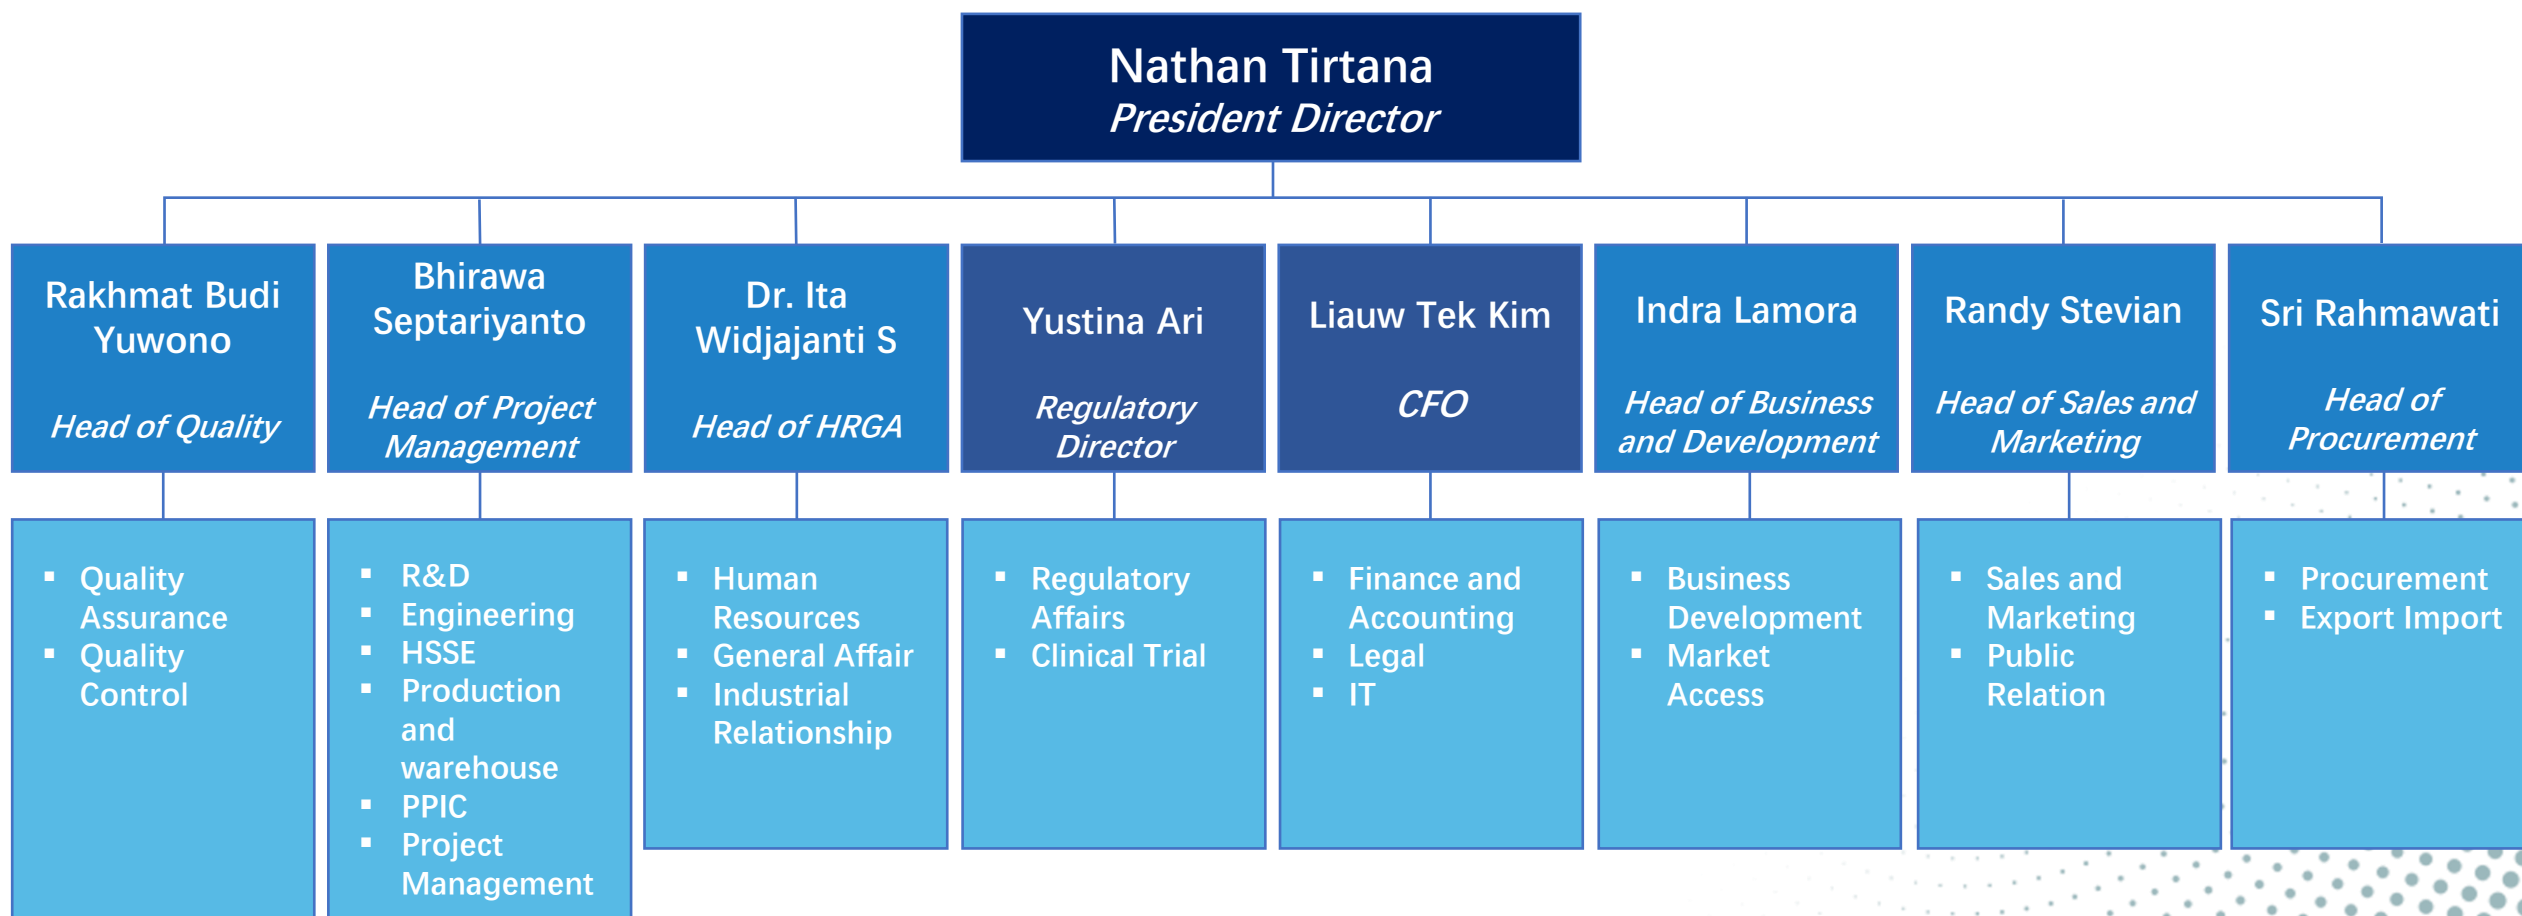 Nathan Tirtana
President Director
Rakhmat Budi
Yuwono
Head of Quality
Bhirawa
Septariyanto
Head of Project
Management
Dr. Ita
Widjajanti S
Head of HRGA
Yustina Ari
Regulatory
Director
Liauw Tek Kim
CFO
Indra Lamora
Head of Business
and Development
Randy Stevian
Head of Sales and
Marketing
Sri Rahmawati
Head of
Procurement
▪ Quality
Assurance
▪ Quality
Control
▪ R&D
▪ Engineering
▪ HSSE
▪ Production
and
warehouse
▪ PPIC
▪ Project
Management
▪ Human
Resources
▪ General Affair
▪ Industrial
Relationship
▪ Regulatory
Affairs
▪ Clinical Trial
▪ Finance and
Accounting
▪ Legal
▪ IT
▪ Business
Development
▪ Market
Access
▪ Sales and
Marketing
▪ Public
Relation
▪ Procurement
▪ Export Import